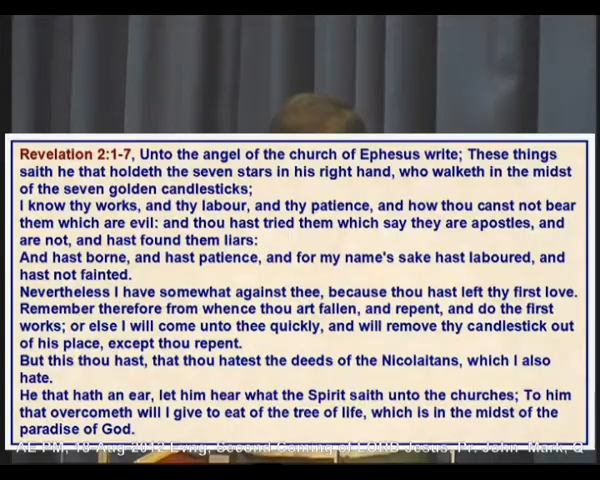 Revelation 2:1-7, Unto the angel of the church of Ephesus write; These things
saith he that holdeth the seven stars in his right hand, who walketh in the midst
of the seven golden candlesticks;
I know thy works, and thy labour, and thy patience, and how thou canst not bear
them which are evil: and thou hast tried them which say they are apostles, and
are not, and hast found them liars:
And hast borne, and hast patience, and for my name's sake hast laboured, and
hast not fainted.
Nevertheless I have somewhat against thee, because thou hast left thy first love.
Remember therefore from whence thou art fallen, and repent, and do the first
works; or else I will come unto thee quickly, and will remove thy candlestick out
of his place, except thou repent.
But this thou hast, that thou hatest the deeds of the Nicolaitans, which I also
hate.
He that hath an ear, let him hear what the Spirit saith unto the churches; To him
that overcometh will I give to eat of the tree of life, which is in the midst of the
paradise of God.
PM, Aug 2012 Second Coming of LORD Jesus, Pr. John Mark,